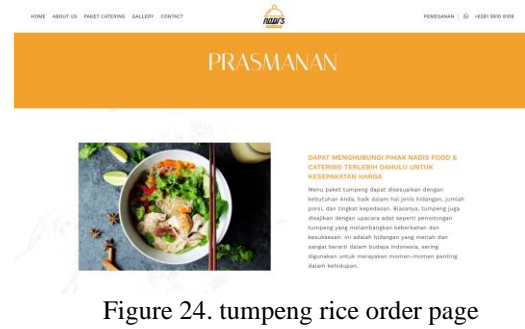 HOME ABOUT US PAKET CATERING GALLERY CONTACT
NADI'S
PEMESANAN | +6281 9910 8109
PRASMANAN
DAPAT MENGHUBUNGI PIHAK NADIS FOOD &
CATERING TERLEBIH DAHULU UNTUK
KESEPAKATAN HARGA
Menu paket tumpeng dapat disesuaikan dengan
kebutuhan Anda, baik dalam hal jenis hidangan, jumlah
porsi, dan tingkat kepedasan. Biasanya, tumpeng juga
disajikan dengan upacara adat seperti pemotongan
tumpeng yang melambangkan keberkahan dan
kesuksesan. Ini adalah hidangan yang meriah dan
sangat berarti dalam budaya Indonesia, sering
digunakan untuk merayakan momen-momen penting
dalam kehidupan.
Figure 24. tumpeng rice order page